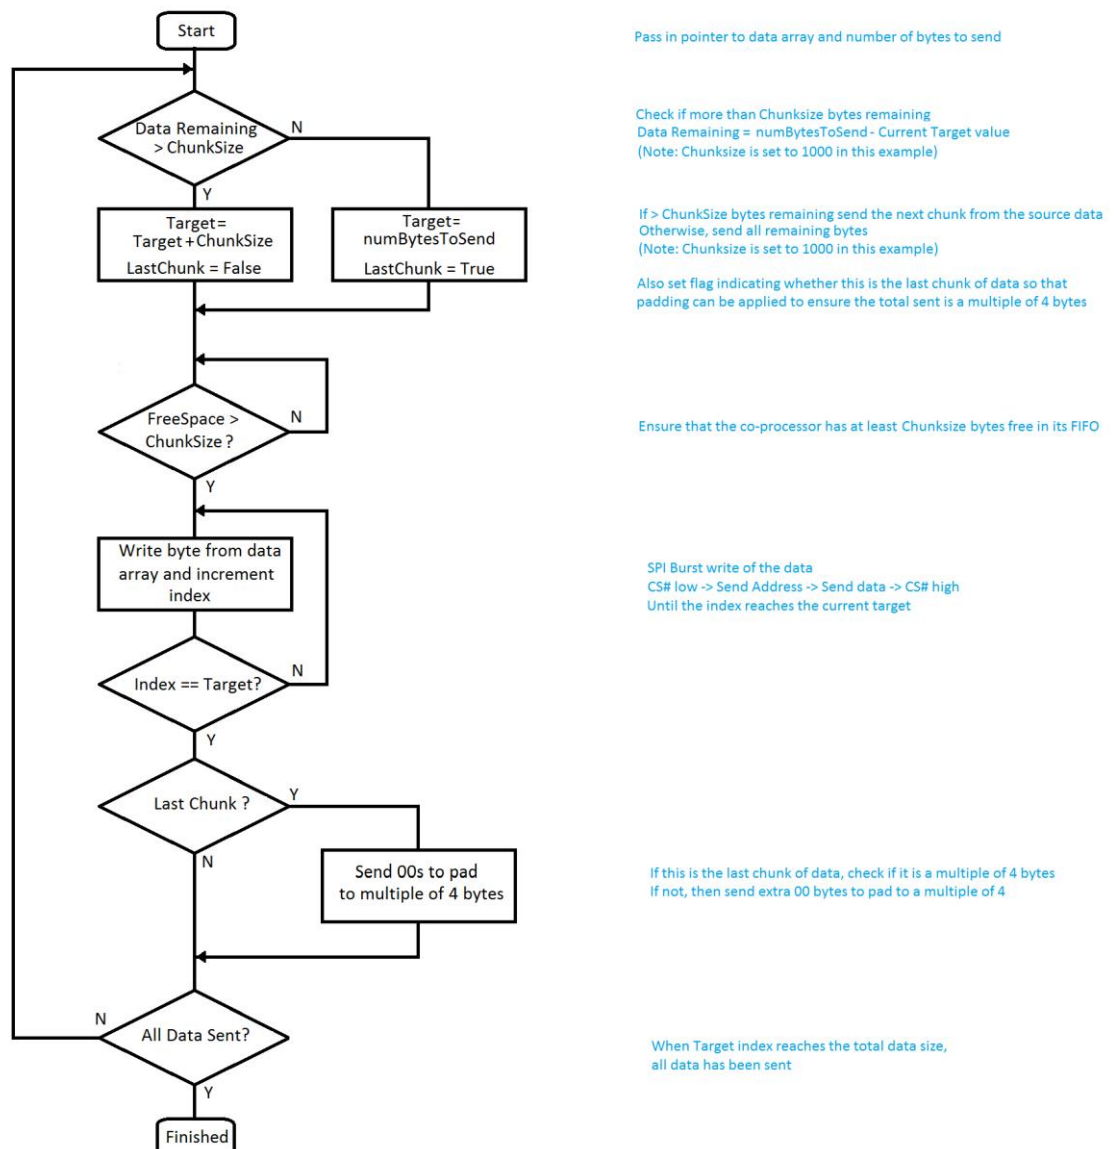 Start
Pass in pointer to data array and number of bytes to send
Data Remaining
> ChunkSize
N
Y
Check if more than Chunksize bytes remaining
Data Remaining = numBytesToSend - Current Target value
(Note: Chunksize is set to 1000 in this example)
Target=
Target + ChunkSize
LastChunk = False
Target=
numBytesToSend
LastChunk = True
If > ChunkSize bytes remaining send the next chunk from the source data
Otherwise, send all remaining bytes
(Note: Chunksize is set to 1000 in this example)
Also set flag indicating whether this is the last chunk of data so that
padding can be applied to ensure the total sent is a multiple of 4 bytes
FreeSpace >
ChunkSize ?
N
Y
Ensure that the co-processor has at least Chunksize bytes free in its FIFO
Write byte from data
array and increment
index
SPI Burst write of the data
CS# low -> Send Address -> Send data -> CS# high
Until the index reaches the current target
Index == Target?
N
Y
Last Chunk ?
Y
N
Send 00s to pad
to multiple of 4 bytes
If this is the last chunk of data, check if it is a multiple of 4 bytes
If not, then send extra 00 bytes to pad to a multiple of 4
All Data Sent?
N
Y
When Target index reaches the total data size,
all data has been sent
Finished